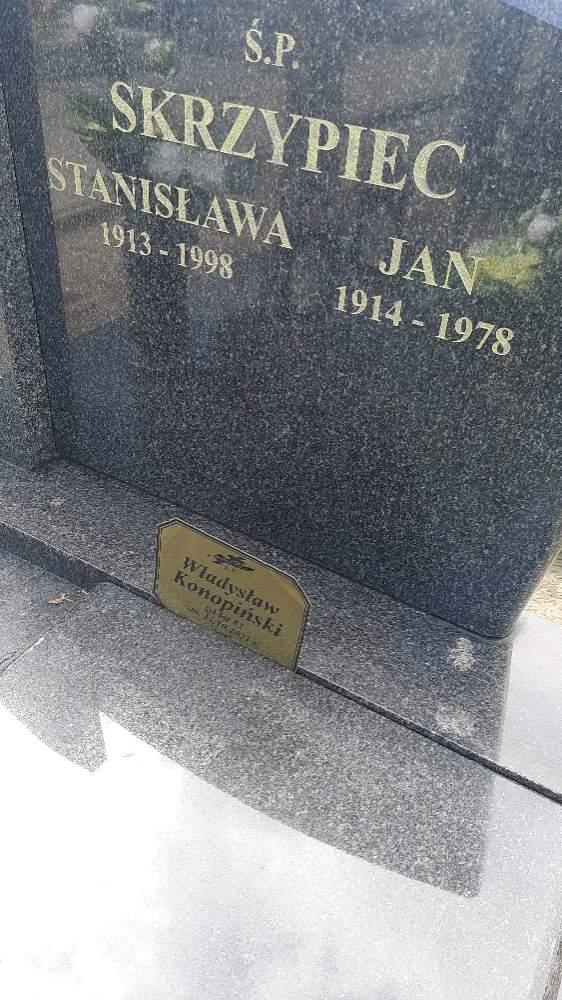 Ś.P.
SKRZYPIEC
STANISŁAWA
1913 - 1998
JAN
1914 - 1978
Władysław
Konopiński